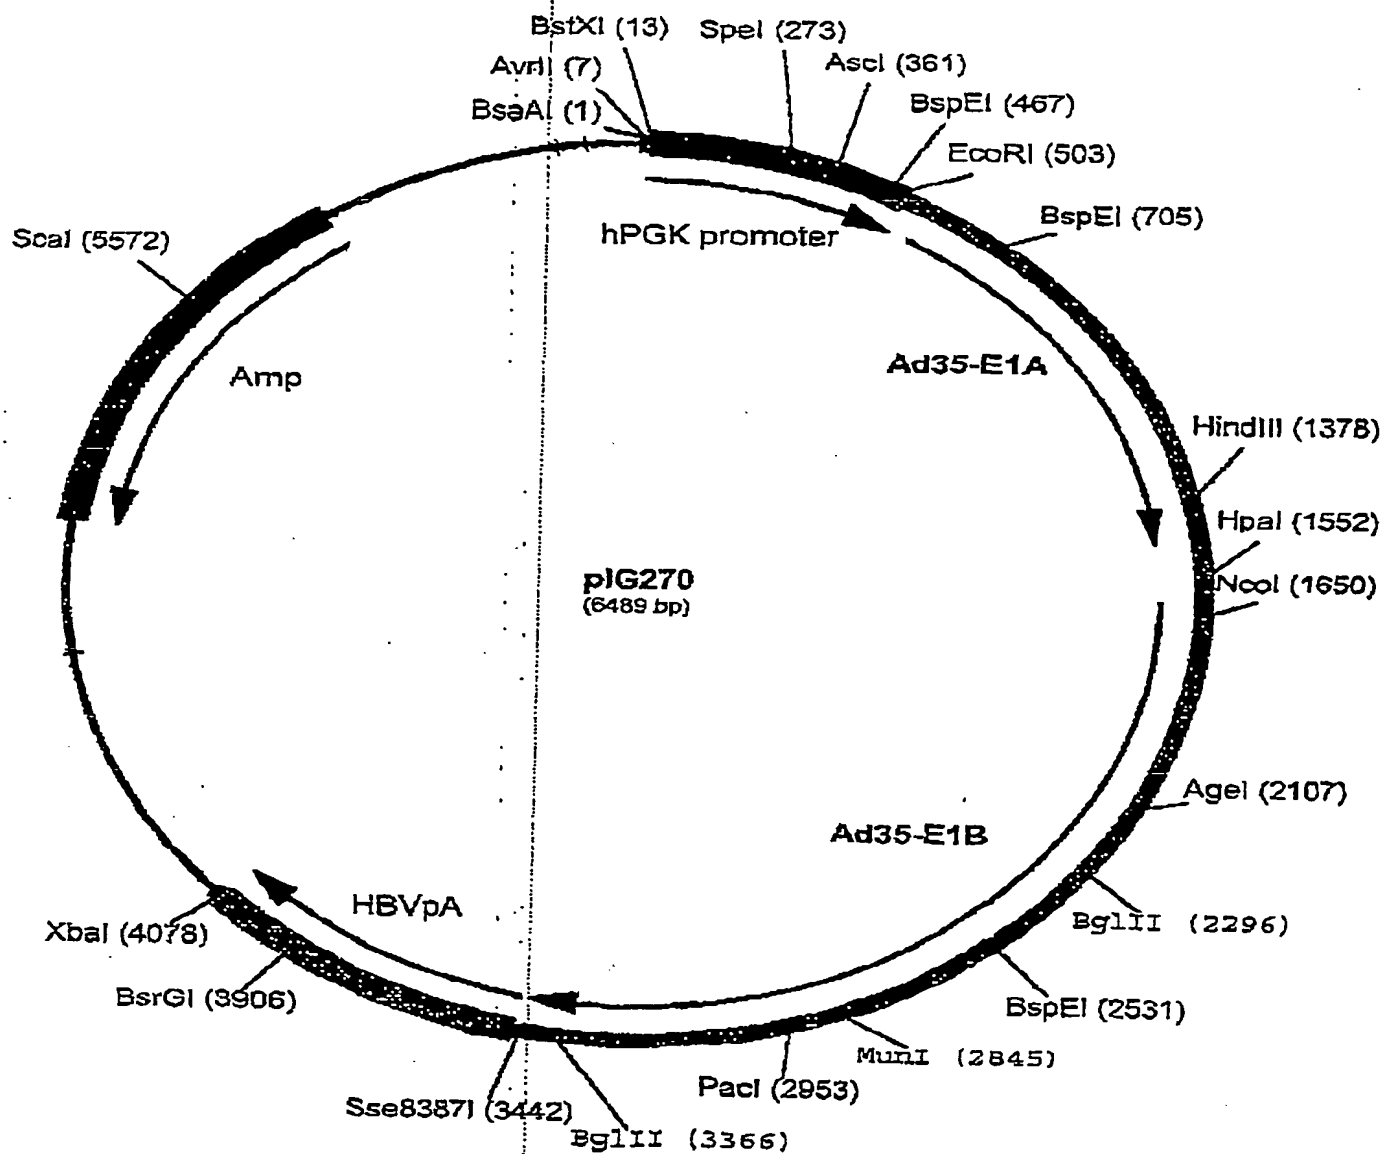 BstXI (13)
SpeI (273)
AvrII (7)
AscI (361)
BsaAI (1)
BspEI (467)
EcoRI (503)
BspEI (705)
ScaI (5572)
hPGK promoter
Amp
Ad35-E1A
HindIII (1378)
HpaI (1552)
pIG270
(6489 bp)
NcoI (1650)
AgeI (2107)
Ad35-E1B
HBVpA
BglII (2296)
XbaI (4078)
BsrGI (3906)
BspEI (2531)
MunI (2845)
PacI (2953)
Sse8387I (3442)
BglII (3366)